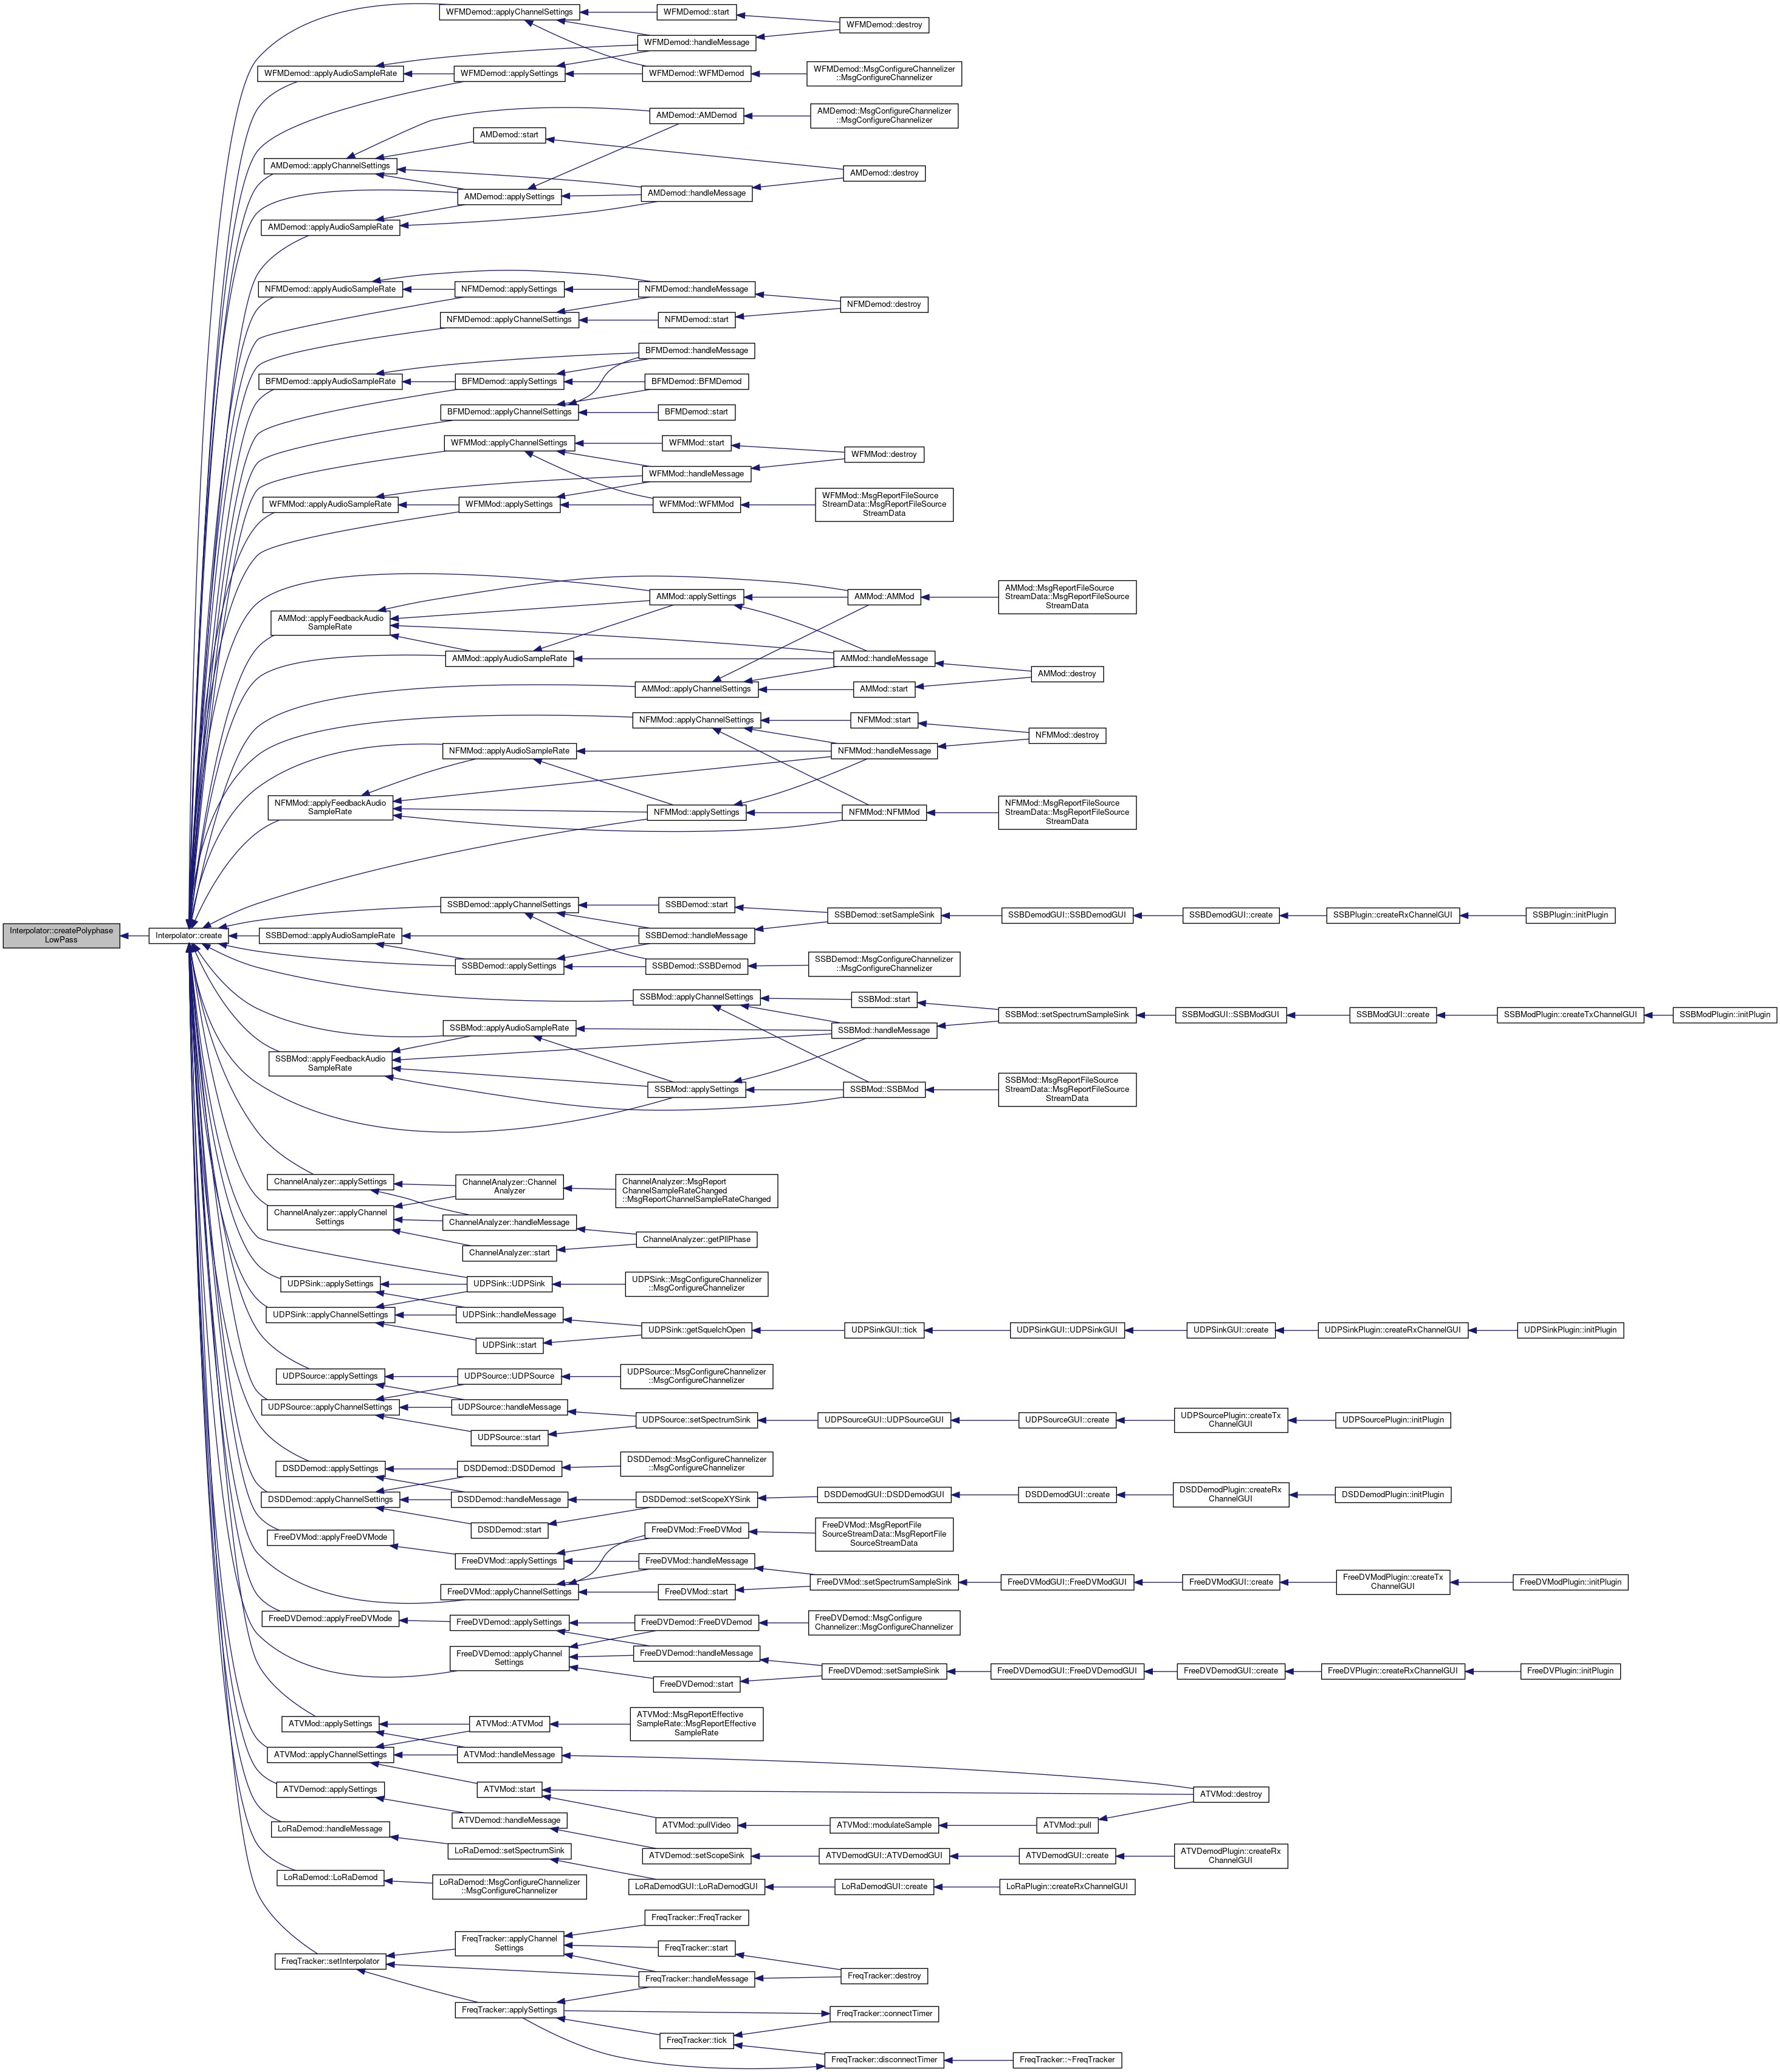 WFMDemod::applyChannelSettings
WFMDemod::start
WFMDemod::destroy
WFMDemod::handleMessage
WFMDemod::applyAudioSampleRate
WFMDemod::applySettings
WFMDemod::WFMDemod
WFMDemod::MsgConfigureChannelizer
::MsgConfigureChannelizer
AMDemod::AMDemod
AMDemod::MsgConfigureChannelizer
::MsgConfigureChannelizer
AMDemod::start
AMDemod::applyChannelSettings
AMDemod::destroy
AMDemod::handleMessage
AMDemod::applySettings
AMDemod::applyAudioSampleRate
NFMDemod::applyAudioSampleRate
NFMDemod::applySettings
NFMDemod::handleMessage
NFMDemod::destroy
NFMDemod::applyChannelSettings
NFMDemod::start
BFMDemod::handleMessage
BFMDemod::applyAudioSampleRate
BFMDemod::applySettings
BFMDemod::BFMDemod
BFMDemod::applyChannelSettings
BFMDemod::start
WFMMod::applyChannelSettings
WFMMod::start
WFMMod::destroy
WFMMod::handleMessage
WFMMod::applyAudioSampleRate
WFMMod::applySettings
WFMMod::WFMMod
WFMMod::MsgReportFileSource
StreamData::MsgReportFileSource
StreamData
AMMod::applySettings
AMMod::AMMod
AMMod::MsgReportFileSource
StreamData::MsgReportFileSource
StreamData
AMMod::applyFeedbackAudio
SampleRate
AMMod::applyAudioSampleRate
AMMod::handleMessage
AMMod::destroy
AMMod::applyChannelSettings
AMMod::start
NFMMod::applyChannelSettings
NFMMod::start
NFMMod::destroy
NFMMod::applyAudioSampleRate
NFMMod::handleMessage
NFMMod::applyFeedbackAudio
SampleRate
NFMMod::applySettings
NFMMod::NFMMod
NFMMod::MsgReportFileSource
StreamData::MsgReportFileSource
StreamData
Interpolator::createPolyphase
LowPass
Interpolator::create
SSBDemod::applyChannelSettings
SSBDemod::start
SSBDemod::setSampleSink
SSBDemodGUI::SSBDemodGUI
SSBDemodGUI::create
SSBPlugin::createRxChannelGUI
SSBPlugin::initPlugin
SSBDemod::applyAudioSampleRate
SSBDemod::handleMessage
SSBDemod::applySettings
SSBDemod::SSBDemod
SSBDemod::MsgConfigureChannelizer
::MsgConfigureChannelizer
SSBMod::applyChannelSettings
SSBMod::start
SSBMod::setSpectrumSampleSink
SSBModGUI::SSBModGUI
SSBModGUI::create
SSBModPlugin::createTxChannelGUI
SSBModPlugin::initPlugin
SSBMod::applyAudioSampleRate
SSBMod::handleMessage
SSBMod::applyFeedbackAudio
SampleRate
SSBMod::applySettings
SSBMod::SSBMod
SSBMod::MsgReportFileSource
StreamData::MsgReportFileSource
StreamData
ChannelAnalyzer::applySettings
ChannelAnalyzer::Channel
Analyzer
ChannelAnalyzer::MsgReport
ChannelSampleRateChanged
::MsgReportChannelSampleRateChanged
ChannelAnalyzer::applyChannel
Settings
ChannelAnalyzer::handleMessage
ChannelAnalyzer::getPllPhase
ChannelAnalyzer::start
UDPSink::applySettings
UDPSink::UDPSink
UDPSink::MsgConfigureChannelizer
::MsgConfigureChannelizer
UDPSink::applyChannelSettings
UDPSink::handleMessage
UDPSink::getSquelchOpen
UDPSinkGUI::tick
UDPSinkGUI::UDPSinkGUI
UDPSinkGUI::create
UDPSinkPlugin::createRxChannelGUI
UDPSinkPlugin::initPlugin
UDPSink::start
UDPSource::applySettings
UDPSource::UDPSource
UDPSource::MsgConfigureChannelizer
::MsgConfigureChannelizer
UDPSource::applyChannelSettings
UDPSource::handleMessage
UDPSource::setSpectrumSink
UDPSourceGUI::UDPSourceGUI
UDPSourceGUI::create
UDPSourcePlugin::createTx
ChannelGUI
UDPSourcePlugin::initPlugin
UDPSource::start
DSDDemod::applySettings
DSDDemod::DSDDemod
DSDDemod::MsgConfigureChannelizer
::MsgConfigureChannelizer
DSDDemod::applyChannelSettings
DSDDemod::handleMessage
DSDDemod::setScopeXYSink
DSDDemodGUI::DSDDemodGUI
DSDDemodGUI::create
DSDDemodPlugin::createRx
ChannelGUI
DSDDemodPlugin::initPlugin
DSDDemod::start
FreeDVMod::applyFreeDVMode
FreeDVMod::FreeDVMod
FreeDVMod::MsgReportFile
SourceStreamData::MsgReportFile
SourceStreamData
FreeDVMod::applySettings
FreeDVMod::handleMessage
FreeDVMod::applyChannelSettings
FreeDVMod::start
FreeDVMod::setSpectrumSampleSink
FreeDVModGUI::FreeDVModGUI
FreeDVModGUI::create
FreeDVModPlugin::createTx
ChannelGUI
FreeDVModPlugin::initPlugin
FreeDVDemod::applyFreeDVMode
FreeDVDemod::applySettings
FreeDVDemod::FreeDVDemod
FreeDVDemod::MsgConfigure
Channelizer::MsgConfigureChannelizer
FreeDVDemod::applyChannel
Settings
FreeDVDemod::handleMessage
FreeDVDemod::start
FreeDVDemod::setSampleSink
FreeDVDemodGUI::FreeDVDemodGUI
FreeDVDemodGUI::create
FreeDVPlugin::createRxChannelGUI
FreeDVPlugin::initPlugin
ATVMod::applySettings
ATVMod::ATVMod
ATVMod::MsgReportEffective
SampleRate::MsgReportEffective
SampleRate
ATVMod::applyChannelSettings
ATVMod::handleMessage
ATVMod::start
ATVMod::destroy
ATVMod::pullVideo
ATVMod::modulateSample
ATVMod::pull
ATVDemod::applySettings
ATVDemod::handleMessage
ATVDemod::setScopeSink
ATVDemodGUI::ATVDemodGUI
ATVDemodGUI::create
ATVDemodPlugin::createRx
ChannelGUI
LoRaDemod::handleMessage
LoRaDemod::setSpectrumSink
LoRaDemodGUI::LoRaDemodGUI
LoRaDemodGUI::create
LoRaPlugin::createRxChannelGUI
LoRaDemod::LoRaDemod
LoRaDemod::MsgConfigureChannelizer
::MsgConfigureChannelizer
FreqTracker::setInterpolator
FreqTracker::applyChannel
Settings
FreqTracker::FreqTracker
FreqTracker::start
FreqTracker::handleMessage
FreqTracker::destroy
FreqTracker::applySettings
FreqTracker::connectTimer
FreqTracker::tick
FreqTracker::disconnectTimer
FreqTracker::~FreqTracker